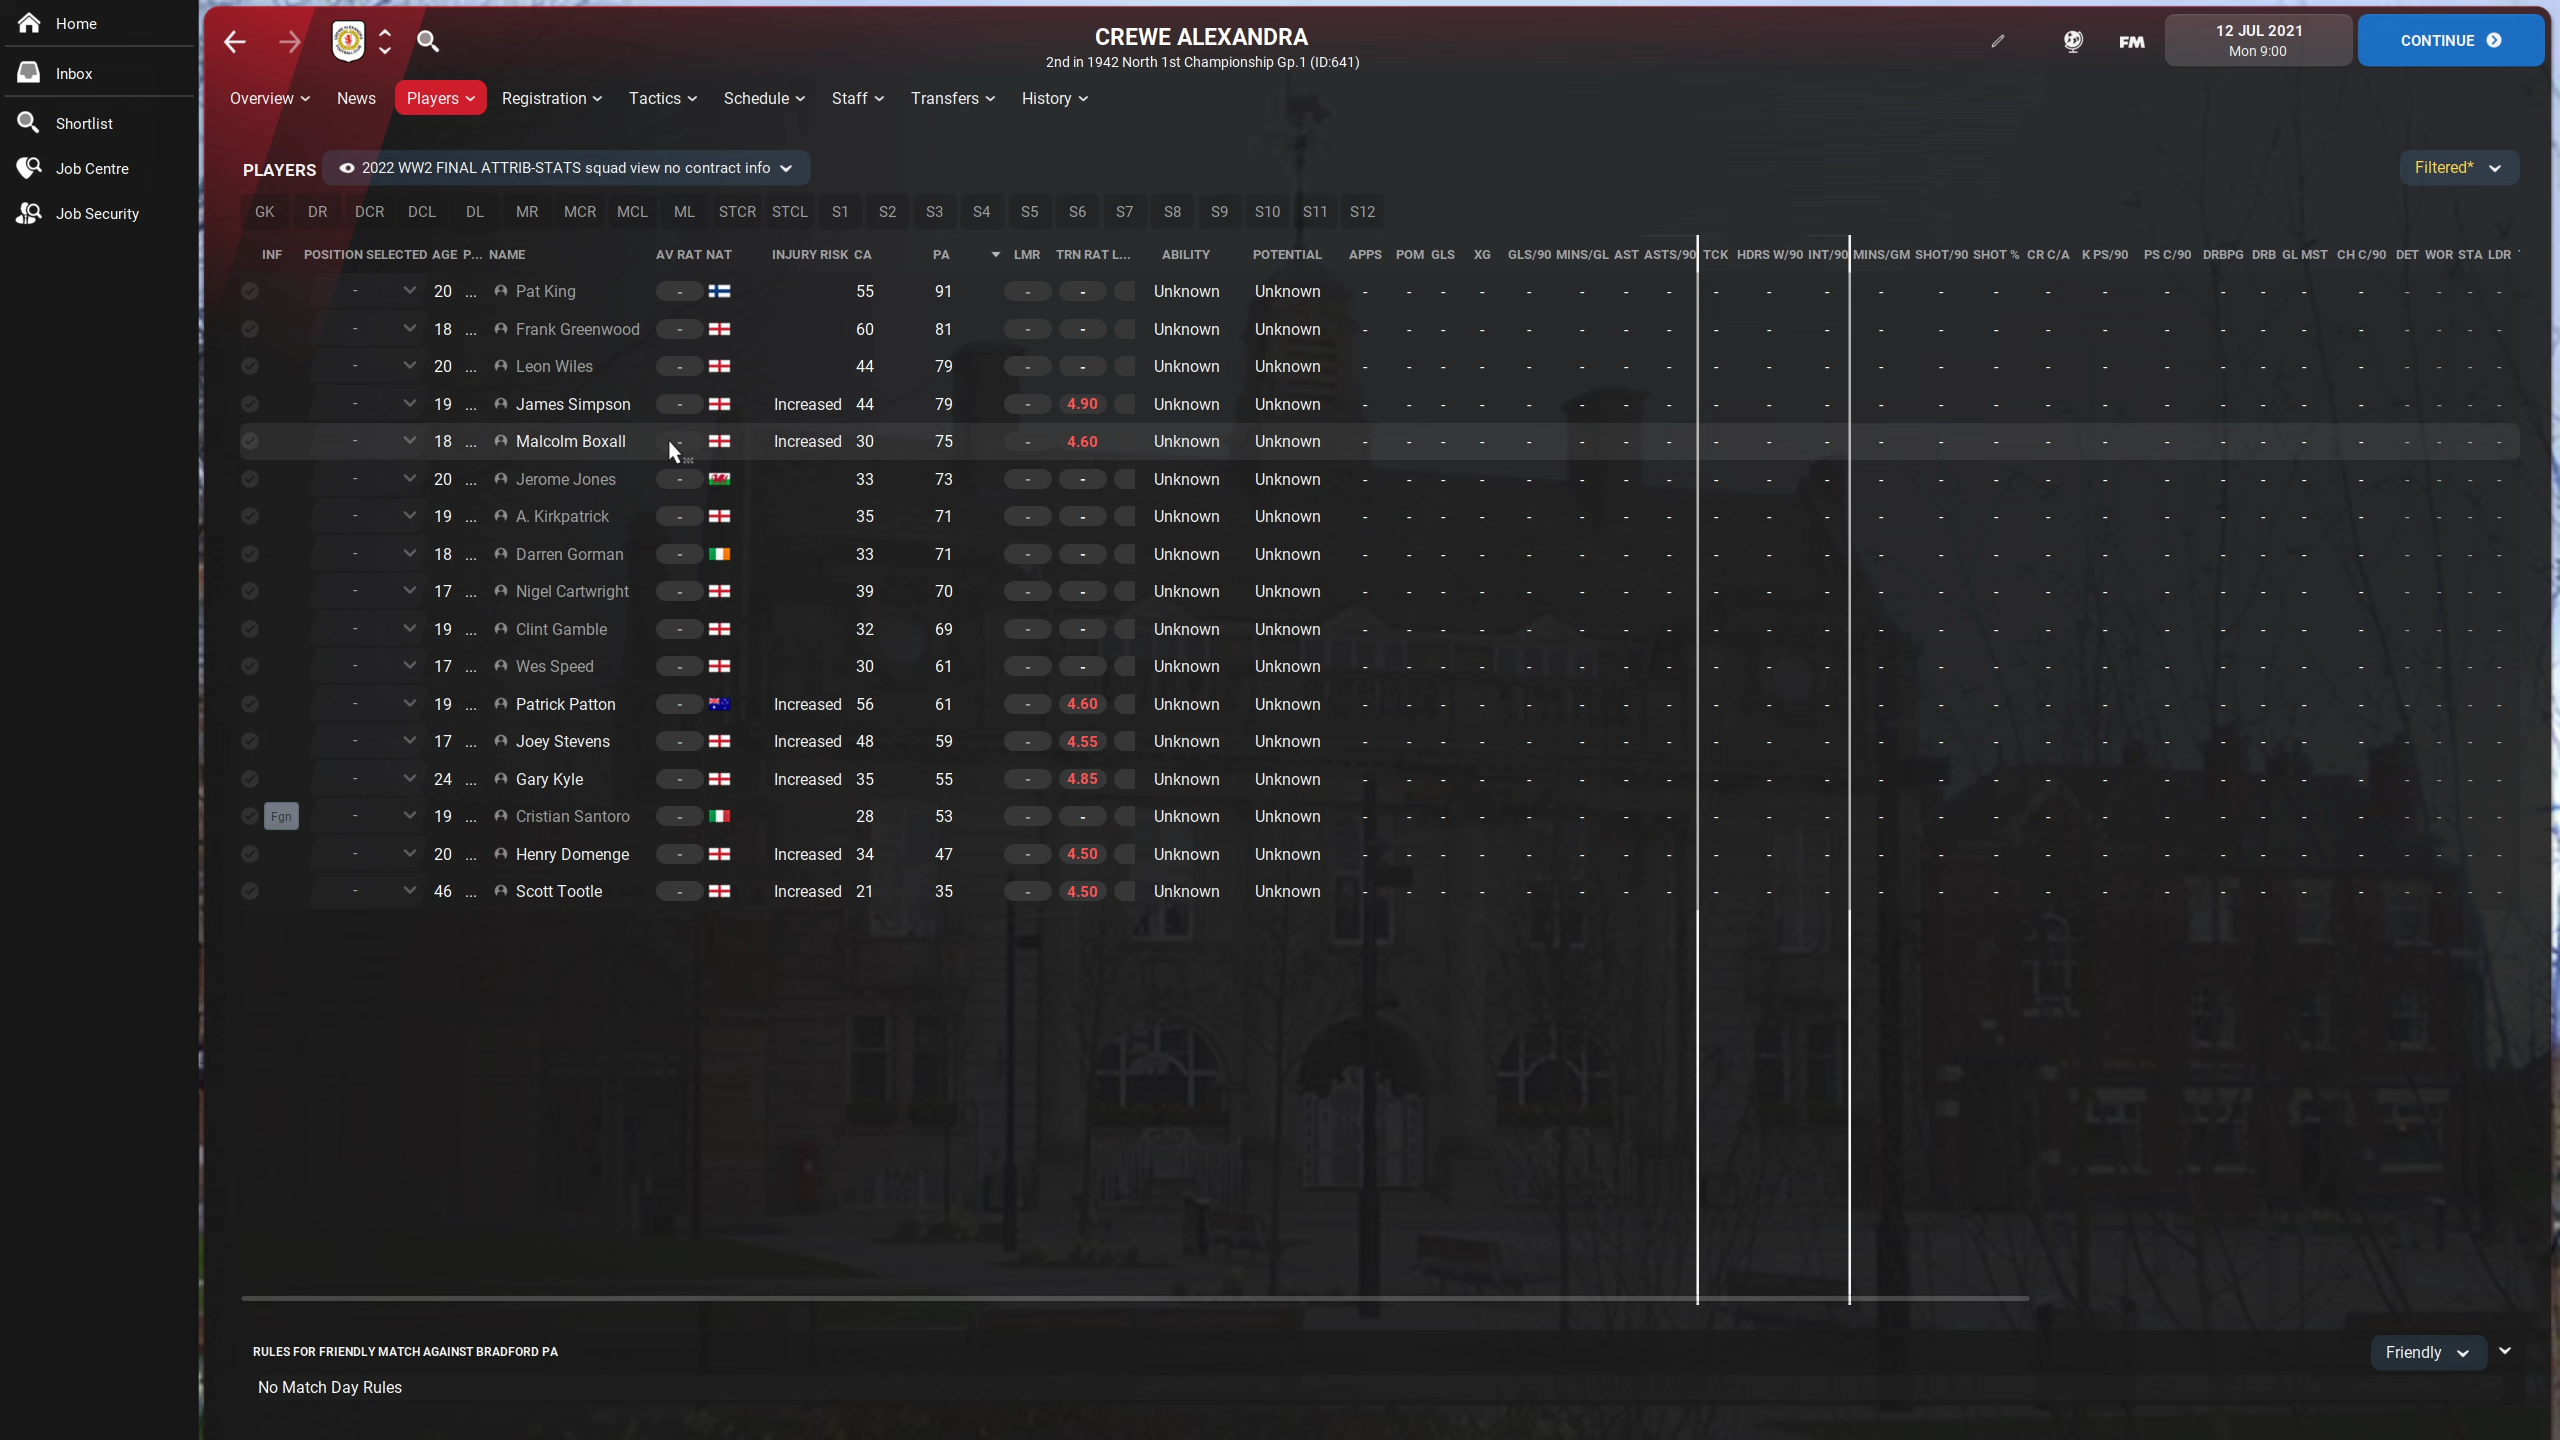 Home
Inbox
Shortlist
Job Centre
Job Security
CREWE ALEXANDRA
2nd in 1942 North 1st Championship Gp.1 (ID:641)
FM
12 JUL 2021
Mon 9:00
CONTINUE
Overview News Players Registration Tactics Schedule Staff Transfers History
PLAYERS 2022 WW2 FINAL ATTRIB-STATS squad view no contract info Filtered*
GK DR DCR DCL DL MR MCR MCL ML STCR STCL S1 S2 S3 S4 S5 S6 S7 S8 S9 S10 S11 S12
INF POSITION SELECTED AGE P... NAME AV RAT NAT INJURY RISK CA PA LMR TRN RAT L... ABILITY POTENTIAL APPS POM GLS XG GLS/90 MINS/GL AST ASTS/90 TCK HDRS W/90 INT/90 MINS/GM SHOT/90 SHOT % CR C/A K PS/90 PS C/90 DRBPG DRB GL MST CH C/90 DET WOR STA LDR
- 20 ... Pat King - 55 91 - - Unknown Unknown - - - - - - - - - - - - - - - - - - - - - - - - -
- 18 ... Frank Greenwood - 60 81 - - Unknown Unknown - - - - - - - - - - - - - - - - - - - - - - - - -
- 20 ... Leon Wiles - 44 79 - - Unknown Unknown - - - - - - - - - - - - - - - - - - - - - - - - -
- 19 ... James Simpson - Increased 44 79 - 4.90 Unknown Unknown - - - - - - - - - - - - - - - - - - - - - - - - -
- 18 ... Malcolm Boxall - Increased 30 75 - 4.60 Unknown Unknown - - - - - - - - - - - - - - - - - - - - - - - - -
- 20 ... Jerome Jones - 33 73 - - Unknown Unknown - - - - - - - - - - - - - - - - - - - - - - - - -
- 19 ... A. Kirkpatrick - 35 71 - - Unknown Unknown - - - - - - - - - - - - - - - - - - - - - - - - -
- 18 ... Darren Gorman - 33 71 - - Unknown Unknown - - - - - - - - - - - - - - - - - - - - - - - - -
- 17 ... Nigel Cartwright - 39 70 - - Unknown Unknown - - - - - - - - - - - - - - - - - - - - - - - - -
- 19 ... Clint Gamble - 32 69 - - Unknown Unknown - - - - - - - - - - - - - - - - - - - - - - - - -
- 17 ... Wes Speed - 30 61 - - Unknown Unknown - - - - - - - - - - - - - - - - - - - - - - - - -
- 19 ... Patrick Patton - Increased 56 61 - 4.60 Unknown Unknown - - - - - - - - - - - - - - - - - - - - - - - - -
- 17 ... Joey Stevens - Increased 48 59 - 4.55 Unknown Unknown - - - - - - - - - - - - - - - - - - - - - - - - -
- 24 ... Gary Kyle - Increased 35 55 - 4.85 Unknown Unknown - - - - - - - - - - - - - - - - - - - - - - - - -
Fgn - 19 ... Cristian Santoro - 28 53 - - Unknown Unknown - - - - - - - - - - - - - - - - - - - - - - - - -
- 20 ... Henry Domenge - Increased 34 47 - 4.50 Unknown Unknown - - - - - - - - - - - - - - - - - - - - - - - - -
- 46 ... Scott Tootle - Increased 21 35 - 4.50 Unknown Unknown - - - - - - - - - - - - - - - - - - - - - - - - -
RULES FOR FRIENDLY MATCH AGAINST BRADFORD PA
Friendly
No Match Day Rules